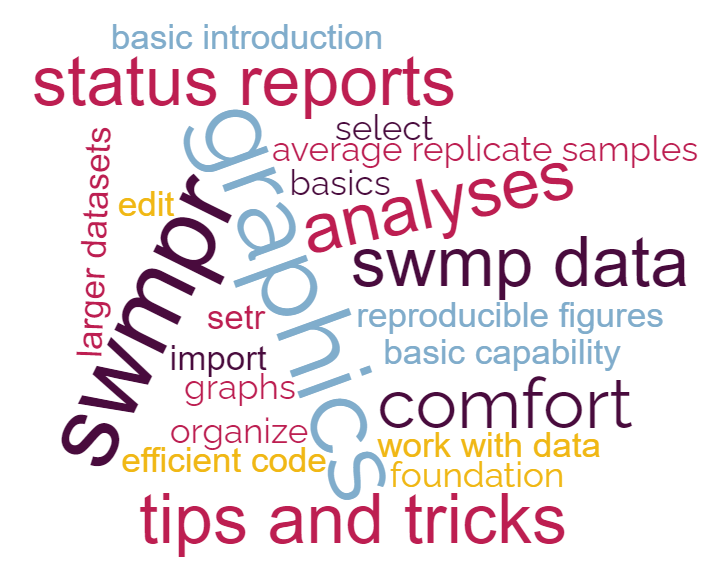 basic introduction
status reports
select
average replicate samples
basics
graphics
larger datasets
edit
swmpr
analyses
swmp data
setr
reproducible figures
import
basic capability
graphs
comfort
organize
work with data
efficient code
foundation
tips and tricks